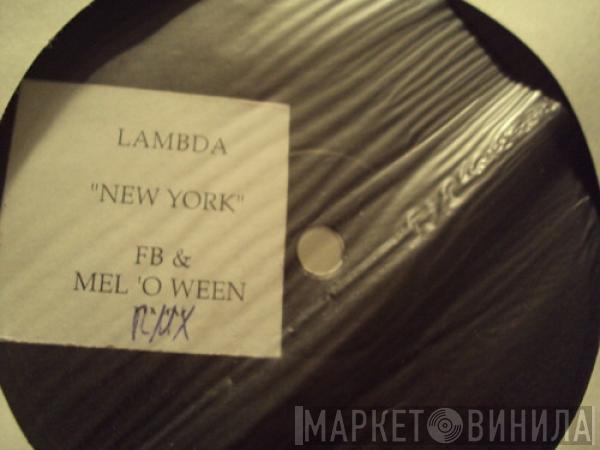 LAMBDA
"NEW YORK"
FB &
MEL 'O WEEN
RMX
МАРКЕТ ВИНИЛА